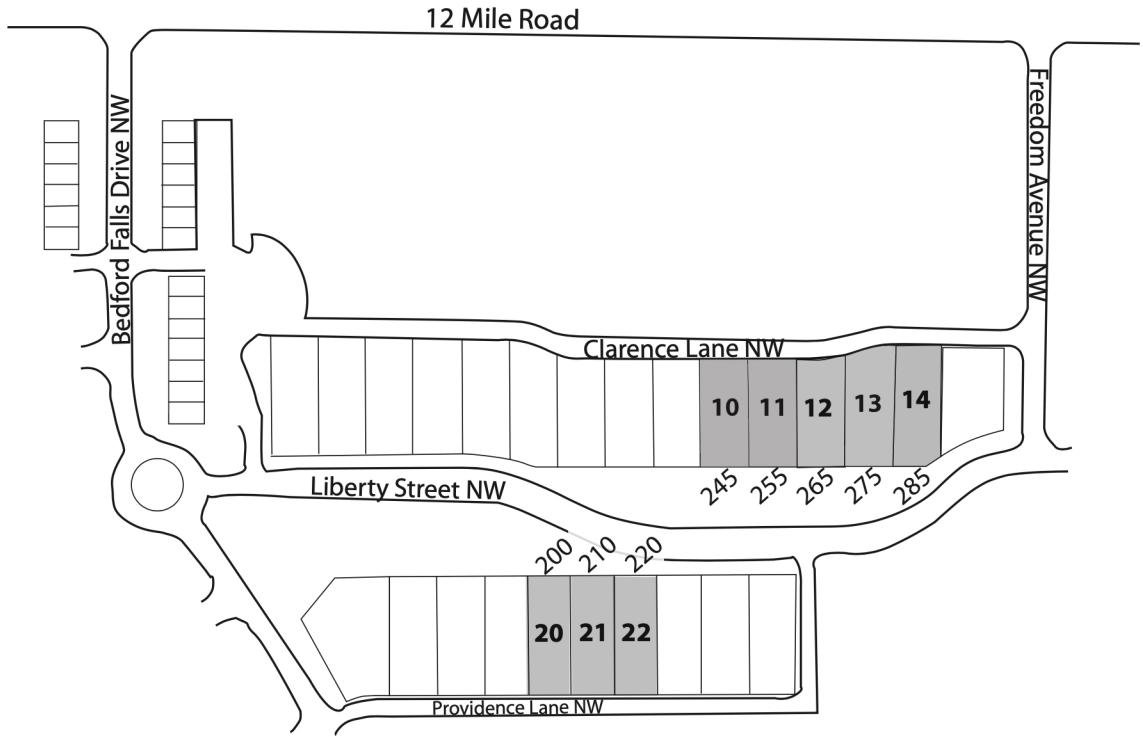 12 Mile Road
Bedford Falls Drive NW
Freedom Avenue NW
Clarence Lane NW
10 11 12 13 14
245 255 265 275 285
Liberty Street NW
200 210 220
20 21 22
Providence Lane NW